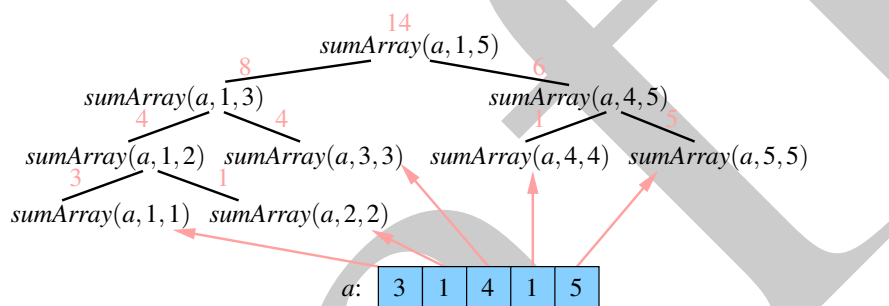 14
sumArray(a,1,5)
8 6
sumArray(a,1,3) sumArray(a,4,5)
4 4 1 5
sumArray(a,1,2) sumArray(a,3,3) sumArray(a,4,4) sumArray(a,5,5)
3 1
sumArray(a,1,1) sumArray(a,2,2)
a: 3 1 4 1 5